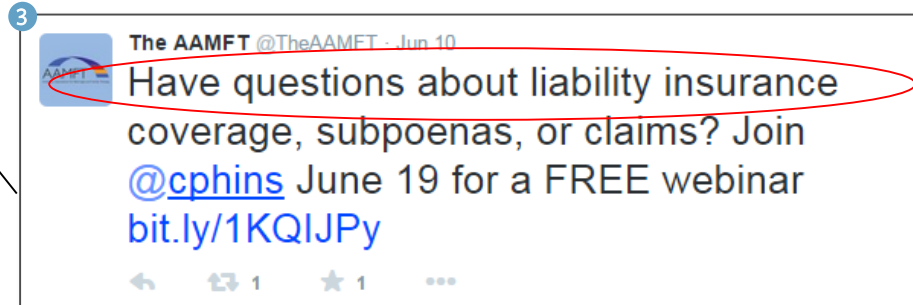 3
The AAMFT @TheAAMFT · Jun 10
AAMFT
Have questions about liability insurance
coverage, subpoenas, or claims? Join
@cphins June 19 for a FREE webinar
bit.ly/1KQIJPy
1 1